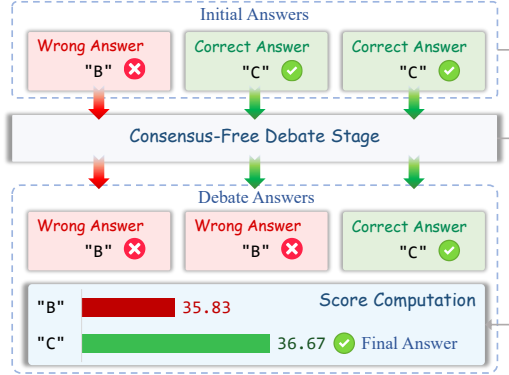 Initial Answers
Wrong Answer Correct Answer Correct Answer
"B" "C" "C"
Consensus-Free Debate Stage
Debate Answers
Wrong Answer Wrong Answer Correct Answer
"B" "B" "C"
Score Computation
"B" 35.83
"C" 36.67 Final Answer